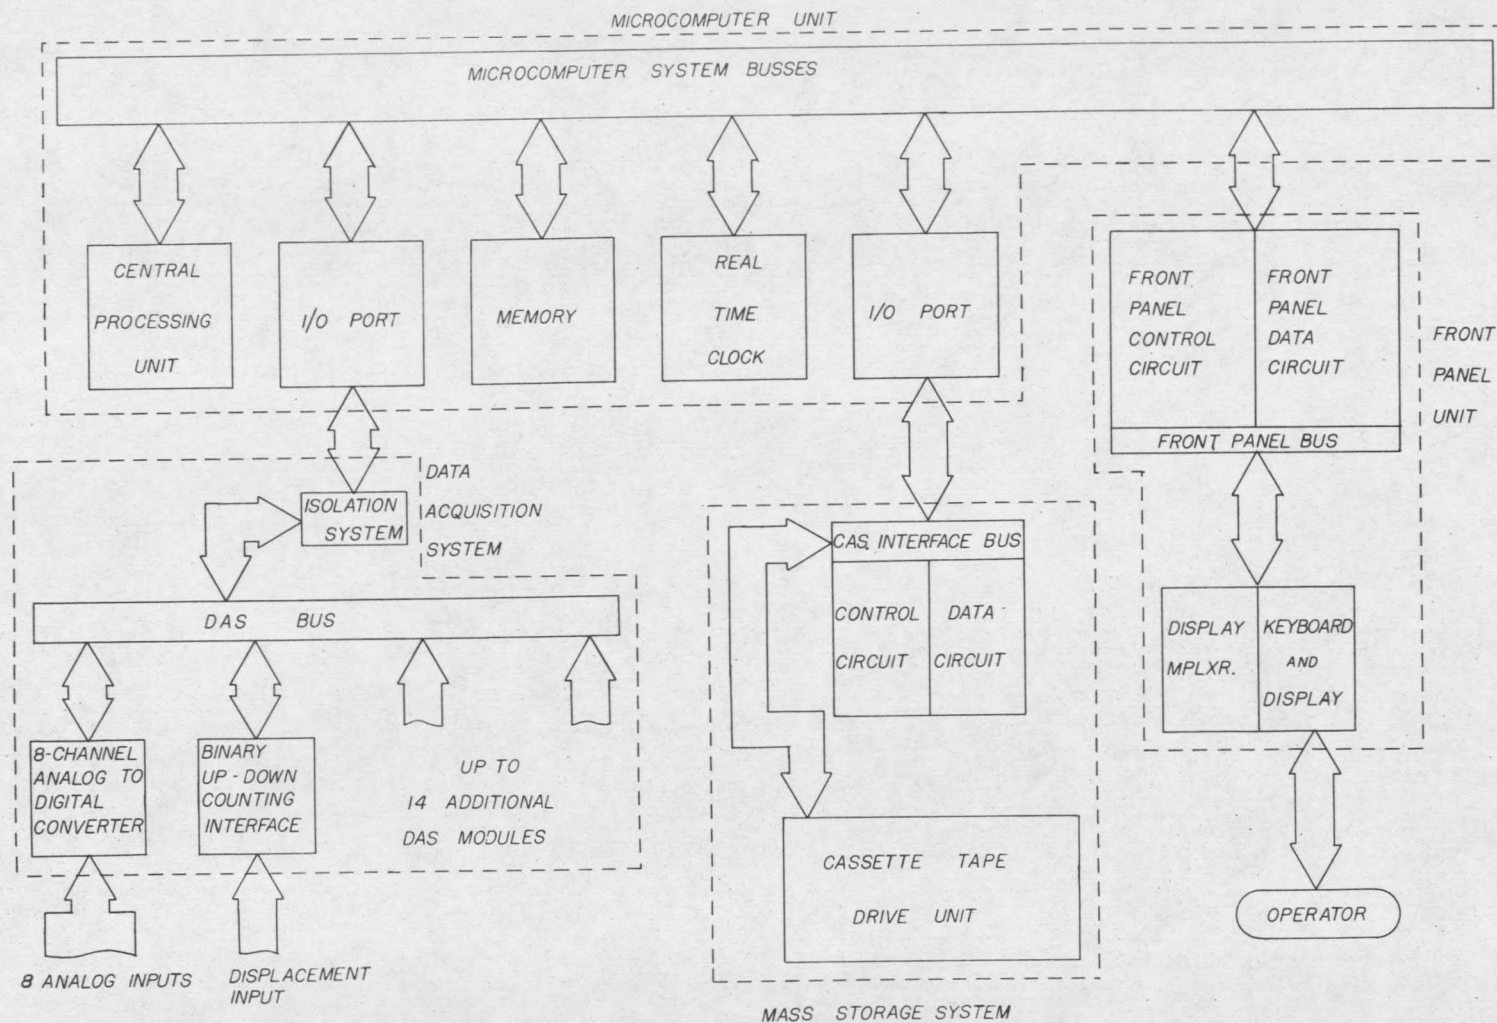 MICROCOMPUTER UNIT
MICROCOMPUTER SYSTEM BUSSES
CENTRAL
PROCESSING
UNIT
I/O PORT
MEMORY
REAL
TIME
CLOCK
I/O PORT
FRONT
PANEL
CONTROL
CIRCUIT
FRONT
PANEL
DATA
CIRCUIT
FRONT PANEL BUS
FRONT
PANEL
UNIT
ISOLATION
SYSTEM
DATA
ACQUISITION
SYSTEM
DAS BUS
8-CHANNEL
ANALOG TO
DIGITAL
CONVERTER
BINARY
UP-DOWN
COUNTING
INTERFACE
UP TO
14 ADDITIONAL
DAS MODULES
8 ANALOG INPUTS
DISPLACEMENT
INPUT
CAS. INTERFACE BUS
CONTROL
CIRCUIT
DATA
CIRCUIT
CASSETTE TAPE
DRIVE UNIT
MASS STORAGE SYSTEM
DISPLAY
MPLXR.
KEYBOARD
AND
DISPLAY
OPERATOR